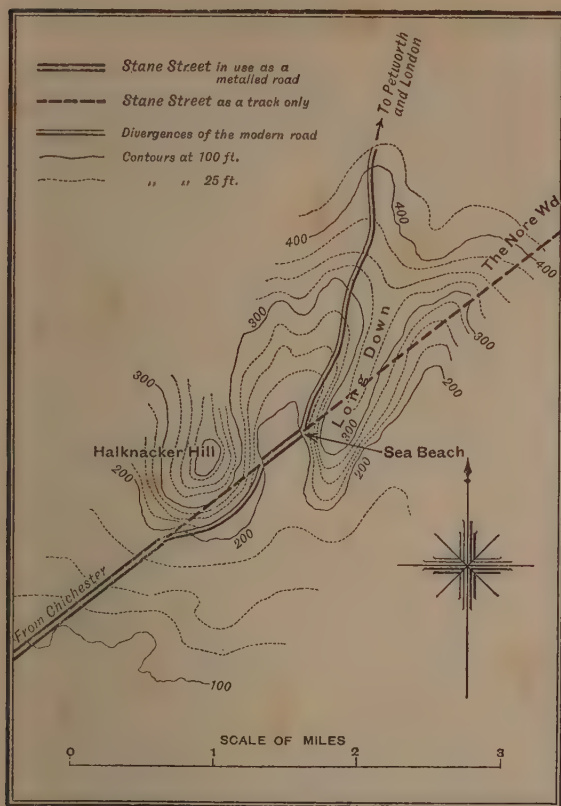 Stane Street in use as a
metalled road
Stane Street as a track only
Divergences of the modern road
Contours at 100 ft.
„ „ 25 ft.
To Petworth
and London
400
400
The Nore Wd.
400
300
300
200
Long Down
300
Halknacker Hill
200
300
200
Sea Beach
200
From Chichester
100
SCALE OF MILES
0 1 2 3